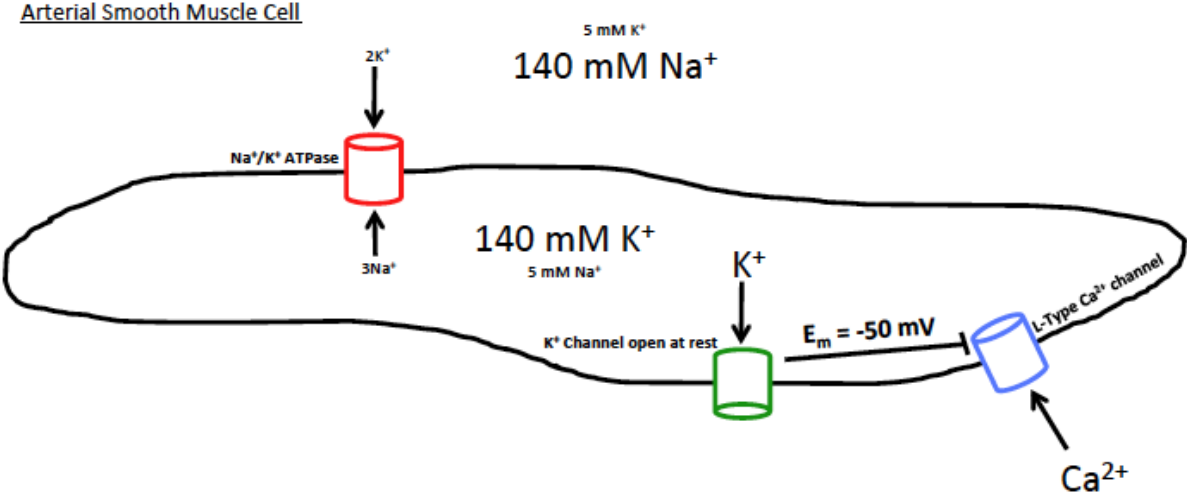 Arterial Smooth Muscle Cell
5 mM K⁺
140 mM Na⁺
2K⁺
Na⁺/K⁺ ATPase
3Na⁺
140 mM K⁺
5 mM Na⁺
K⁺
K⁺ Channel open at rest
Eₘ = -50 mV
L-Type Ca²⁺ channel
Ca²⁺